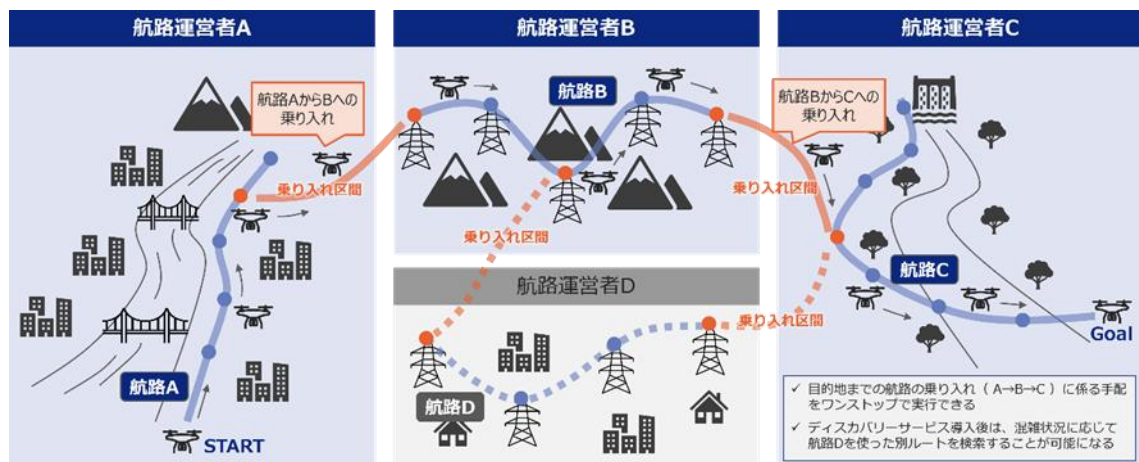 航路運営者A
航路運営者B
航路運営者C
航路AからBへの
乗り入れ
乗り入れ区間
航路A
START
航路B
乗り入れ区間
乗り入れ区間
航路BからCへの
乗り入れ
航路運営者D
航路D
乗り入れ区間
航路C
Goal
✓ 目的地までの航路の乗り入れ（A→B→C）に係る手配
をワンストップで実行できる
✓ ディスカバリーサービス導入後は、混雑状況に応じて
航路Dを使った別ルートを検索することが可能になる